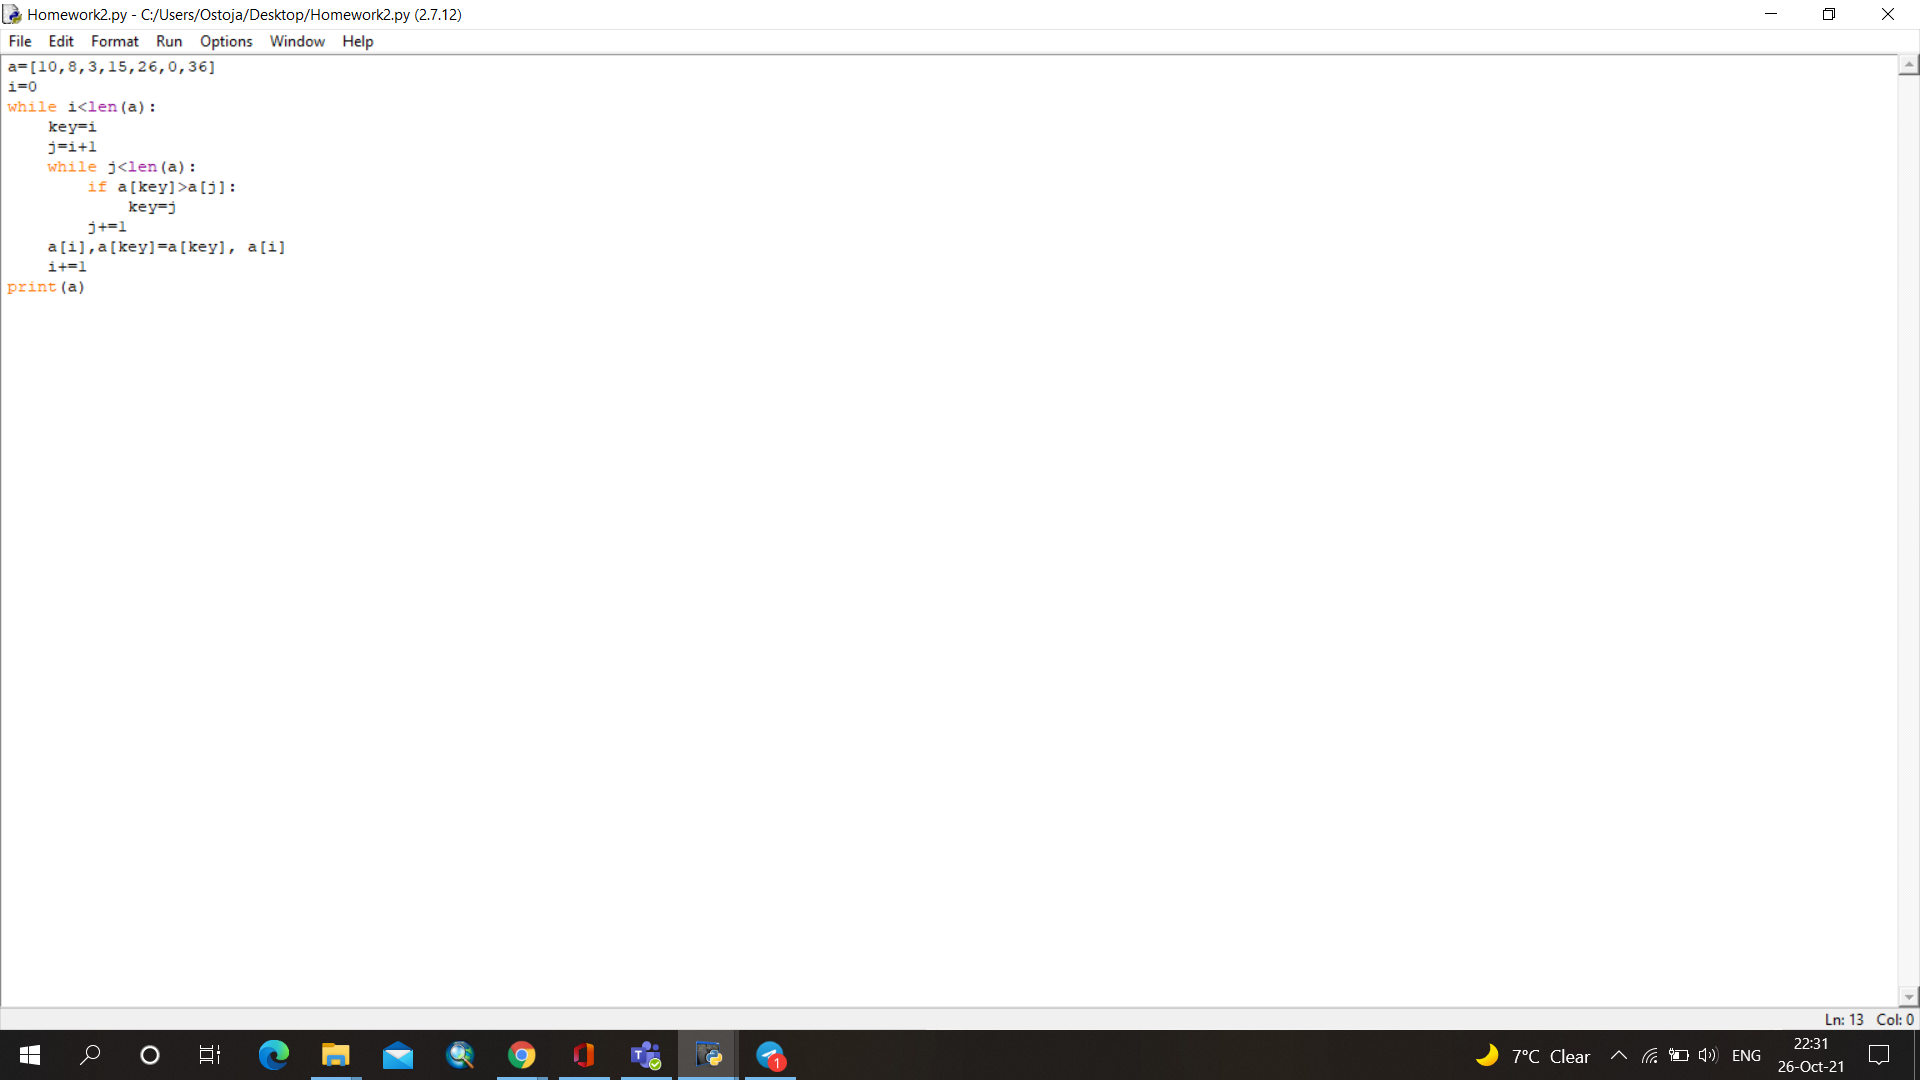 Homework2.py - C:/Users/Ostoja/Desktop/Homework2.py (2.7.12)
File Edit Format Run Options Window Help
a=[10,8,3,15,26,0,36]
i=0
while i<len(a):
    key=i
    j=i+1
    while j<len(a):
        if a[key]>a[j]:
            key=j
        j+=1
    a[i],a[key]=a[key], a[i]
    i+=1
print(a)
Ln: 13 Col: 0
T
1
7°C Clear
ENG
22:31
26-Oct-21